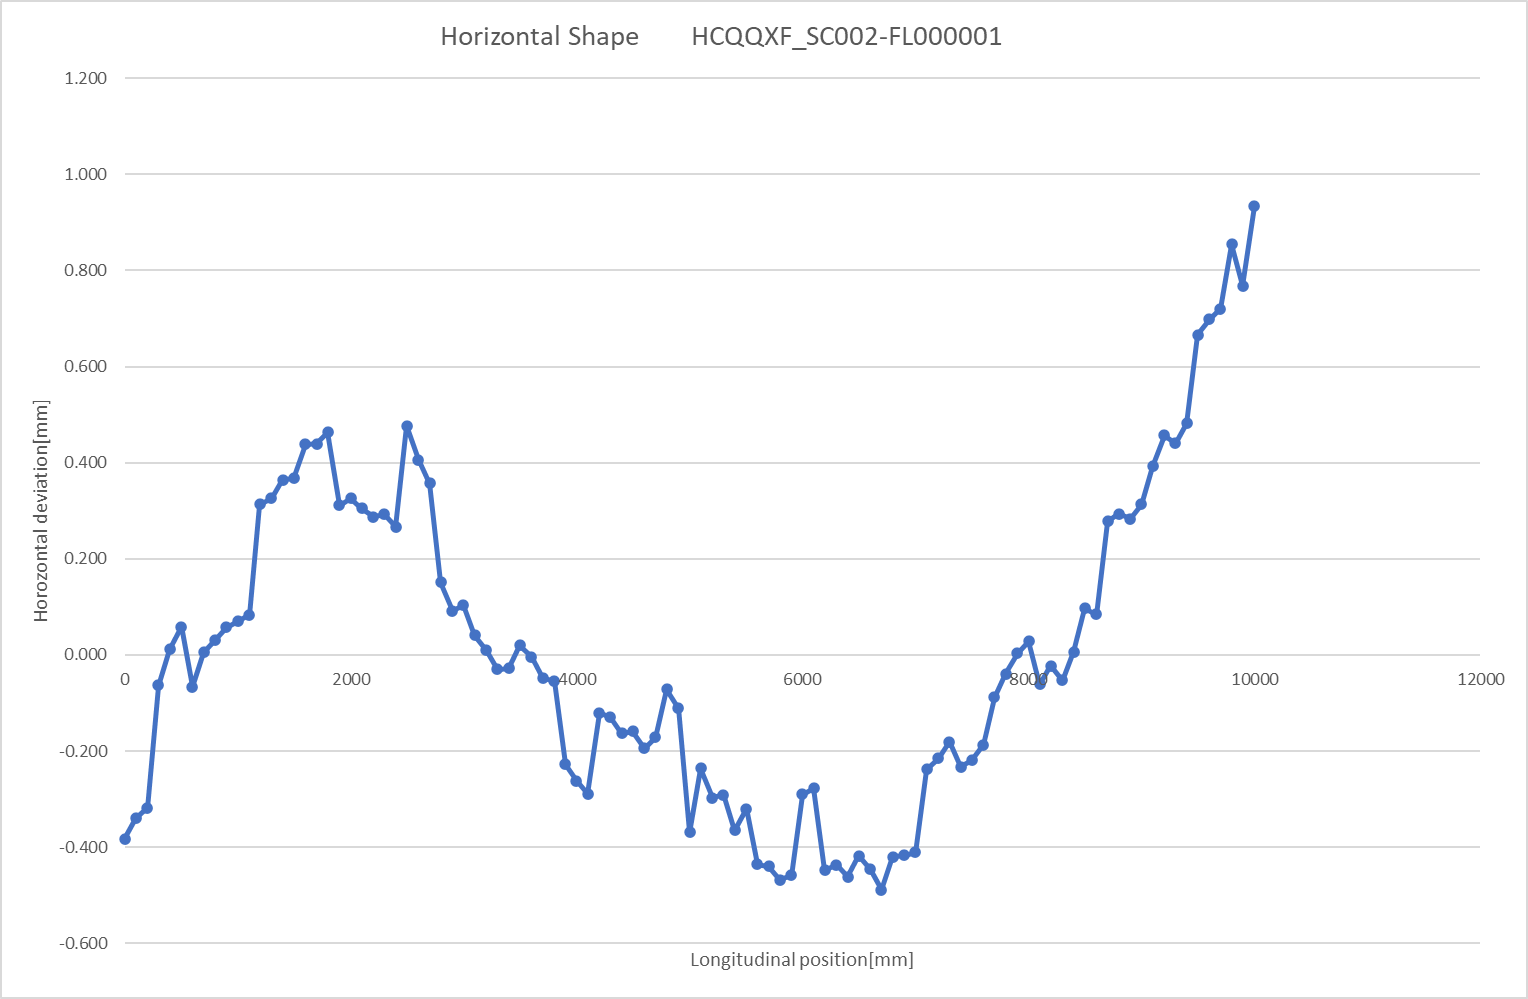 Horizontal Shape HCQQXF_SC002-FL000001
1.200
1.000
0.800
0.600
0.400
0.200
0.000
-0.200
-0.400
-0.600
Horozontal deviation[mm]
0 2000 4000 6000 8000 10000 12000
Longitudinal position[mm]